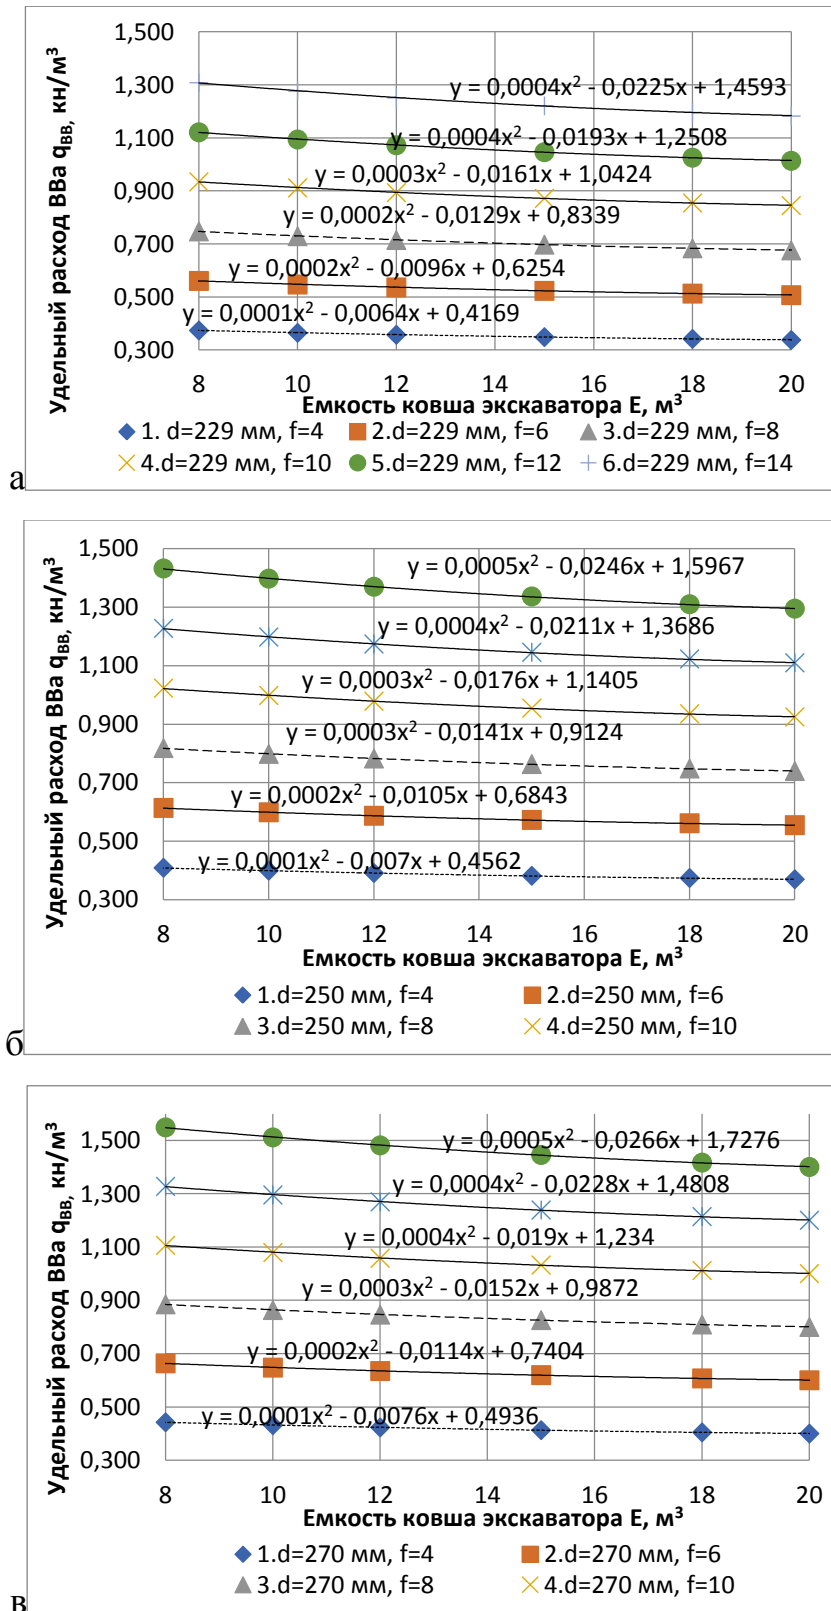 Удельный расход ВВа qВВ, кн/м³
1,500
1,300
1,100
0,900
0,700
0,500
0,300
y = 0,0004x² - 0,0225x + 1,4593
y = 0,0004x² - 0,0193x + 1,2508
y = 0,0003x² - 0,0161x + 1,0424
y = 0,0002x² - 0,0129x + 0,8339
y = 0,0002x² - 0,0096x + 0,6254
y = 0,0001x² - 0,0064x + 0,4169
8 10 12 14 16 18 20
Емкость ковша экскаватора Е, м³
1. d=229 мм, f=4 2.d=229 мм, f=6 3.d=229 мм, f=8
4.d=229 мм, f=10 5.d=229 мм, f=12 6.d=229 мм, f=14
а
Удельный расход ВВа qВВ, кн/м³
1,500
1,300
1,100
0,900
0,700
0,500
0,300
y = 0,0005x² - 0,0246x + 1,5967
y = 0,0004x² - 0,0211x + 1,3686
y = 0,0003x² - 0,0176x + 1,1405
y = 0,0003x² - 0,0141x + 0,9124
y = 0,0002x² - 0,0105x + 0,6843
y = 0,0001x² - 0,007x + 0,4562
8 10 12 14 16 18 20
Емкость ковша экскаватора Е, м³
1.d=250 мм, f=4 2.d=250 мм, f=6
3.d=250 мм, f=8 4.d=250 мм, f=10
б
Удельный расход ВВа qВВ, кн/м³
1,500
1,300
1,100
0,900
0,700
0,500
0,300
y = 0,0005x² - 0,0266x + 1,7276
y = 0,0004x² - 0,0228x + 1,4808
y = 0,0004x² - 0,019x + 1,234
y = 0,0003x² - 0,0152x + 0,9872
y = 0,0002x² - 0,0114x + 0,7404
y = 0,0001x² - 0,0076x + 0,4936
8 10 12 14 16 18 20
Емкость ковша экскаватора Е, м³
1.d=270 мм, f=4 2.d=270 мм, f=6
3.d=270 мм, f=8 4.d=270 мм, f=10
в